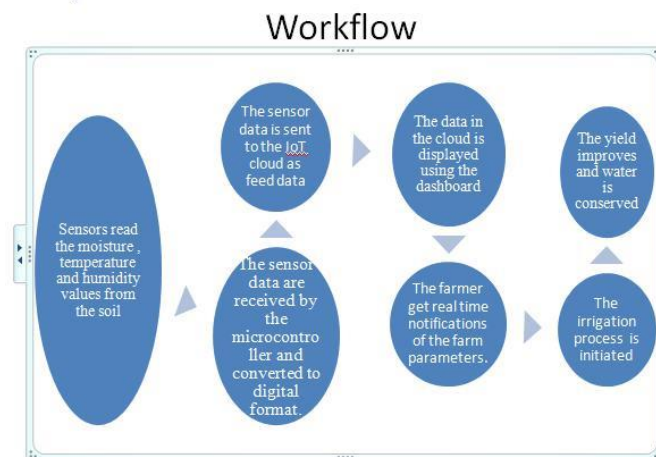 Workflow
Sensors read
the moisture ,
temperature
and humidity
values from
the soil
The sensor
data are
received by
the
microcontro
ller and
converted to
digital
format.
The sensor
data is sent
to the IoT
cloud as
feed data
The data in
the cloud is
displayed
using the
dashboard
The farmer
get real time
notifications
of the farm
parameters.
The
irrigation
process is
initiated
The yield
improves
and water
is
conserved